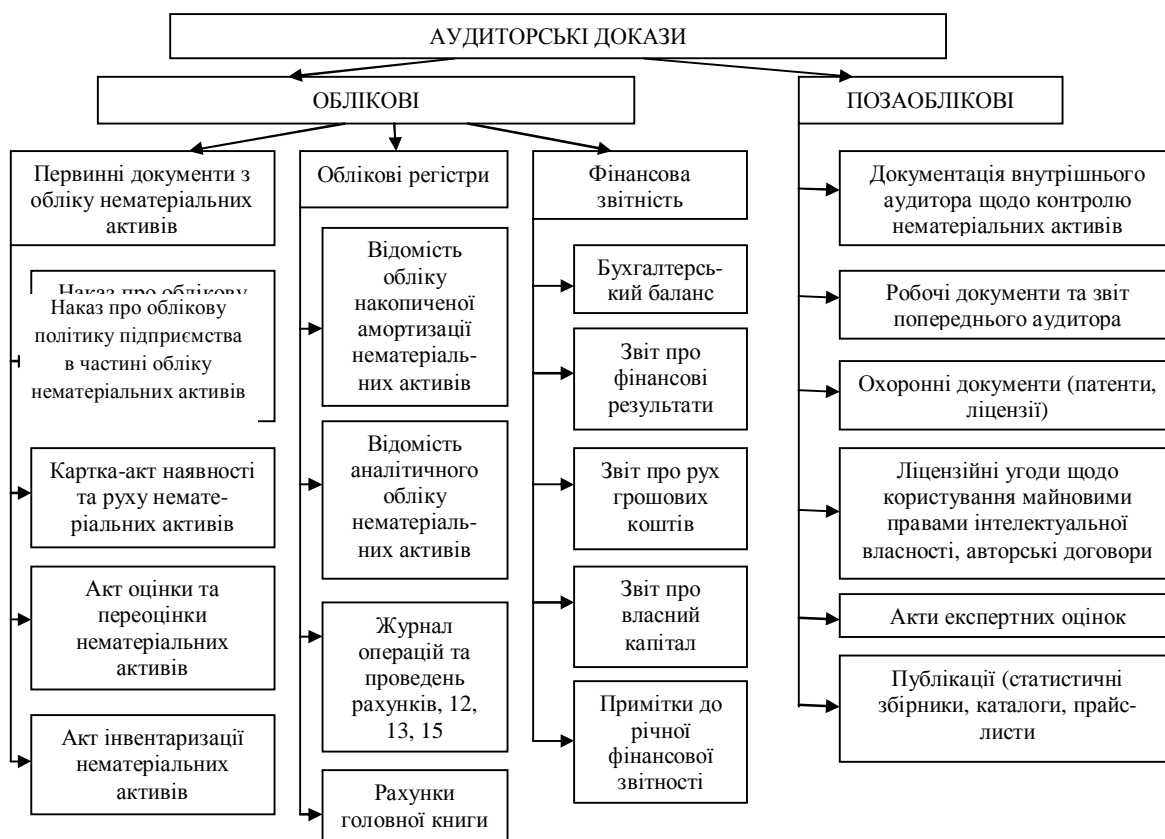 АУДИТОРСЬКІ ДОКАЗИ
ОБЛІКОВІ
ПОЗАОБЛІКОВІ
Первинні документи з
обліку нематеріальних
активів
Наказ про облікову
Наказ про облікову
політику підприємства
в частині обліку
нематеріальних активів
Картка-акт наявності
та руху немате-
ріальних активів
Акт оцінки та
переоцінки
нематеріальних
активів
Акт інвентаризації
нематеріальних
активів
Облікові регістри
Відомість
обліку
накопиченої
амортизації
нематеріаль-
них активів
Відомість
аналітичного
обліку
нематеріаль-
них активів
Журнал
операцій та
проведень
рахунків, 12,
13, 15
Рахунки
головної книги
Фінансова
звітність
Бухгалтерсь-
кий баланс
Звіт про
фінансові
результати
Звіт про рух
грошових
коштів
Звіт про
власний
капітал
Примітки до
річної
фінансової
звітності
Документація внутрішнього
аудитора щодо контролю
нематеріальних активів
Робочі документи та звіт
попереднього аудитора
Охоронні документи (патенти,
ліцензії)
Ліцензійні угоди щодо
користування майновими
правами інтелектуальної
власності, авторські договори
Акти експертних оцінок
Публікації (статистичні
збірники, каталоги, прайс-
листи